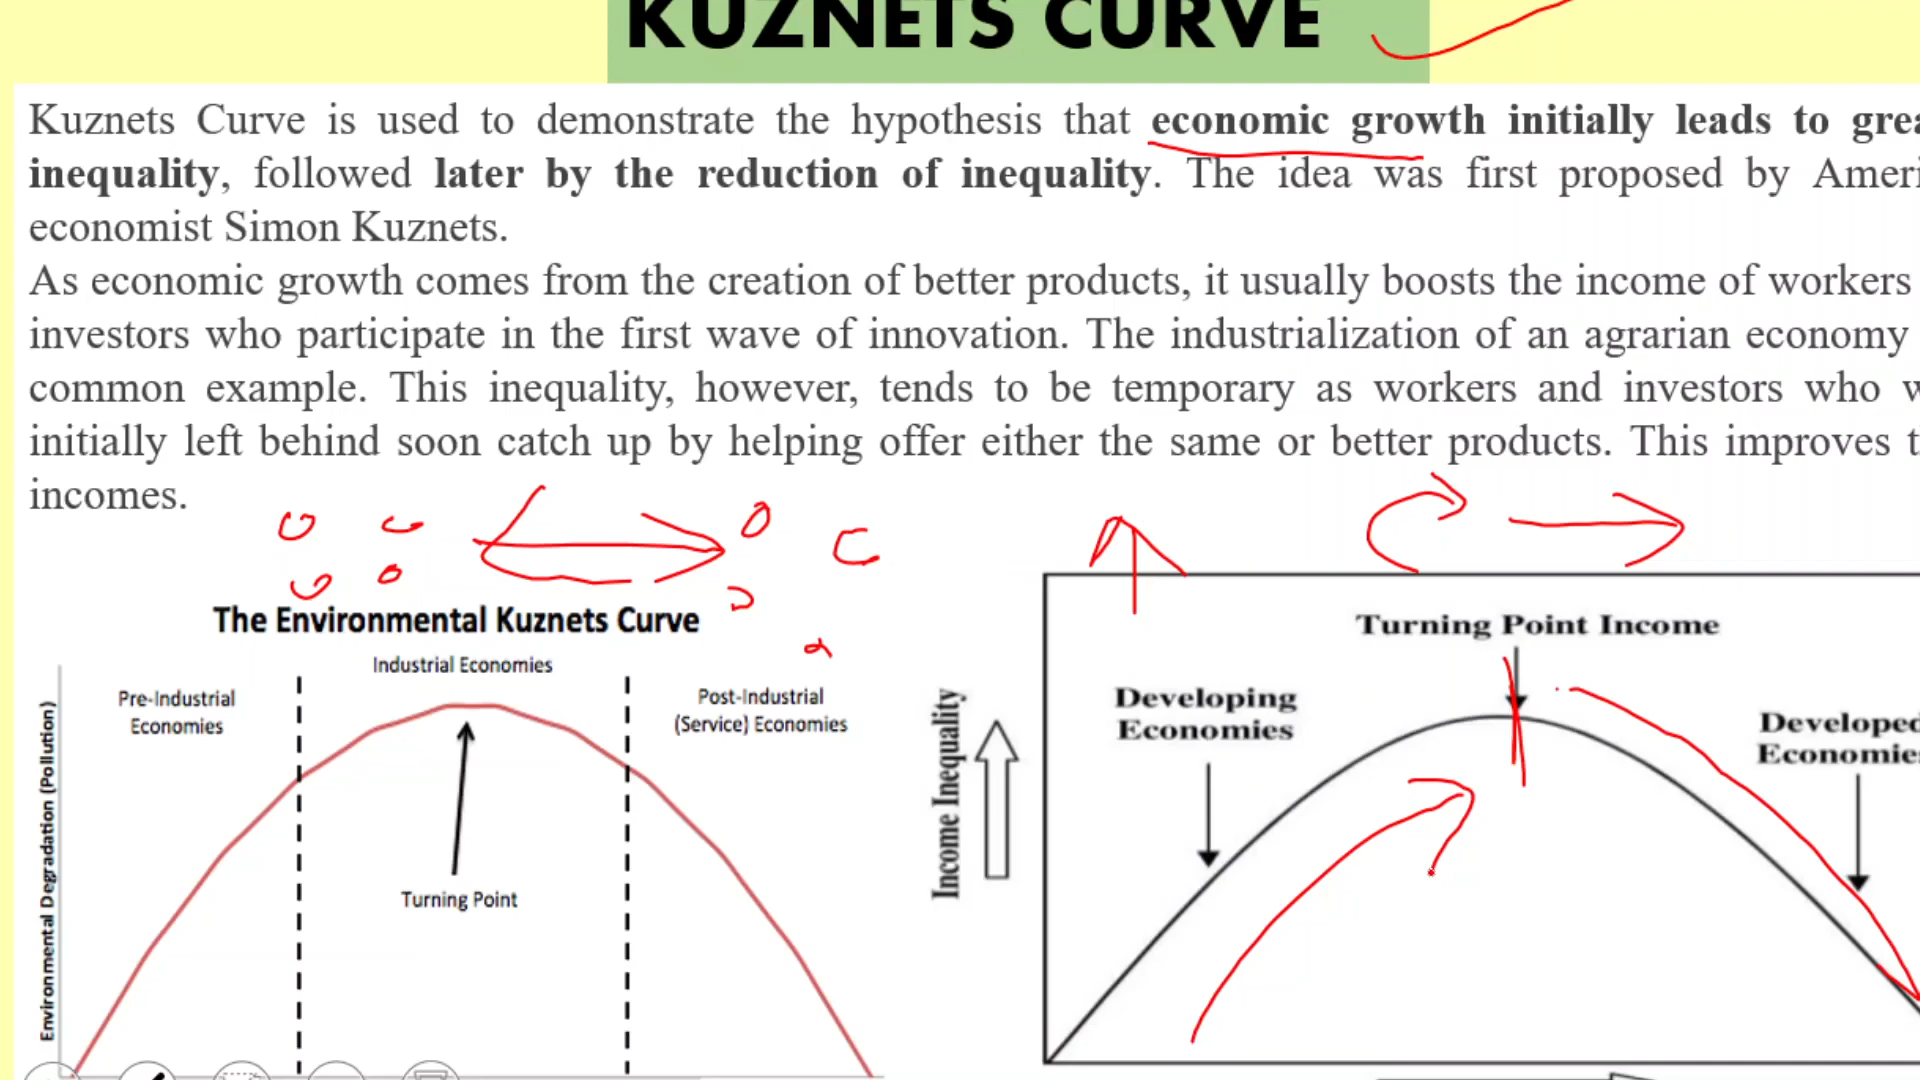 KUZNETS CURVE
Kuznets Curve is used to demonstrate the hypothesis that economic growth initially leads to
inequality, followed later by the reduction of inequality. The idea was first proposed by
economist Simon Kuznets.
As economic growth comes from the creation of better products, it usually boosts the income of workers
investors who participate in the first wave of innovation. The industrialization of an agrarian economy
common example. This inequality, however, tends to be temporary as workers and investors who
initially left behind soon catch up by helping offer either the same or better products. This improves
incomes.
The Environmental Kuznets Curve
Industrial Economies
Pre-Industrial
Economies
Post-Industrial
(Service) Economies
Turning Point
Environmental Degradation (Pollution)
Turning Point Income
Developing
Economies
Developed
Income Inequality